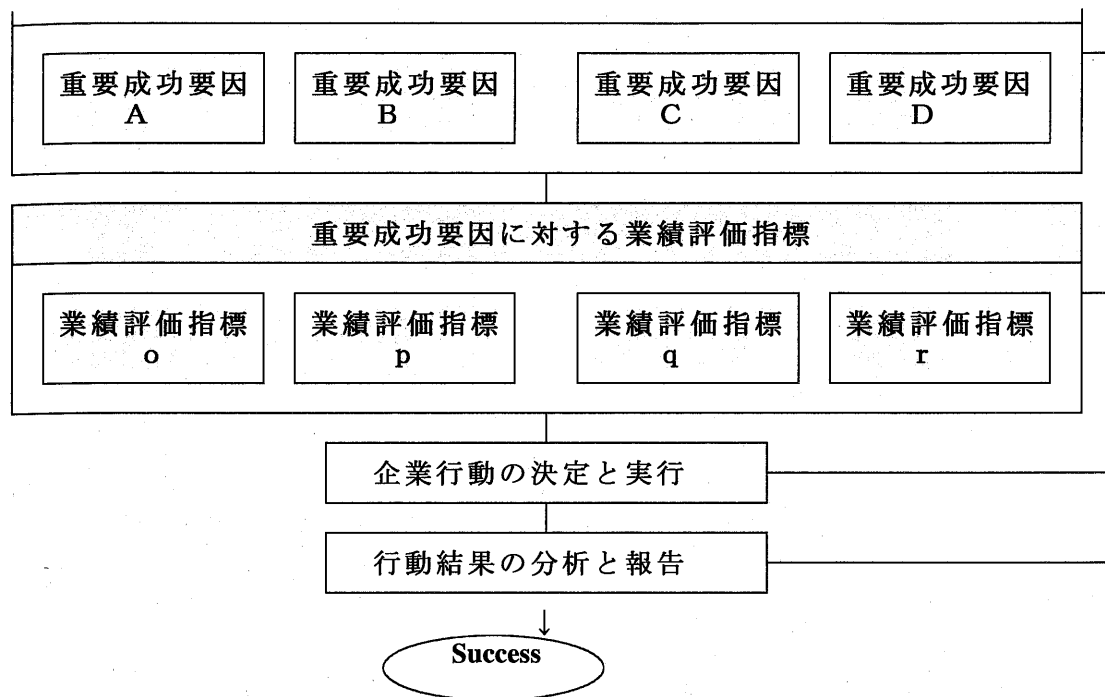 重要成功要因 重要成功要因 重要成功要因 重要成功要因
A B C D
重要成功要因に対する業績評価指標
業績評価指標 業績評価指標 業績評価指標 業績評価指標
o p q r
企業行動の決定と実行
行動結果の分析と報告
↓
Success